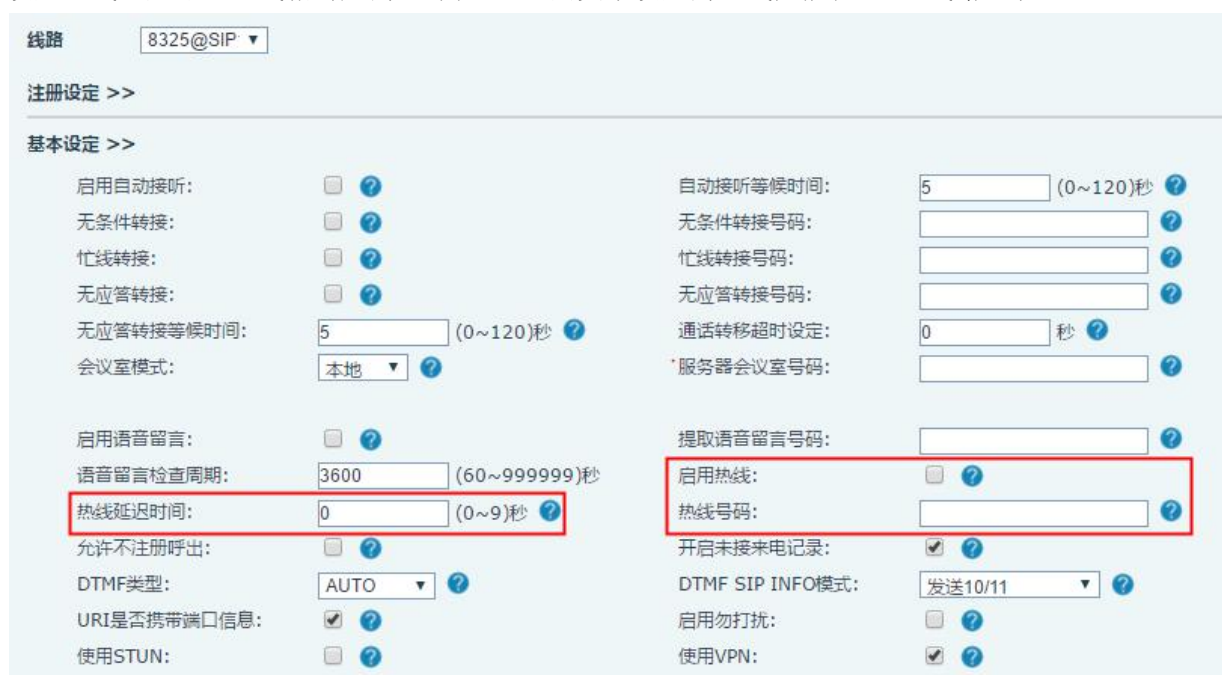 线路 8325@SIP
注册设定 >>
基本设定 >>
启用自动接听: 自动接听等候时间: 5 (0~120)秒
无条件转接: 无条件转接号码:
忙线转接: 忙线转接号码:
无应答转接: 无应答转接号码:
无应答转接等候时间: 5 (0~120)秒 通话转移超时设定: 0 秒
会议室模式: 本地 *服务器会议室号码:
启用语音留言: 提取语音留言号码:
语音留言检查周期: 3600 (60~999999)秒 启用热线:
热线延迟时间: 0 (0~9)秒 热线号码:
允许不注册呼出: 开启未接来电记录:
DTMF类型: AUTO DTMF SIP INFO模式: 发送10/11
URI是否携带端口信息: 启用勿打扰:
使用STUN: 使用VPN: